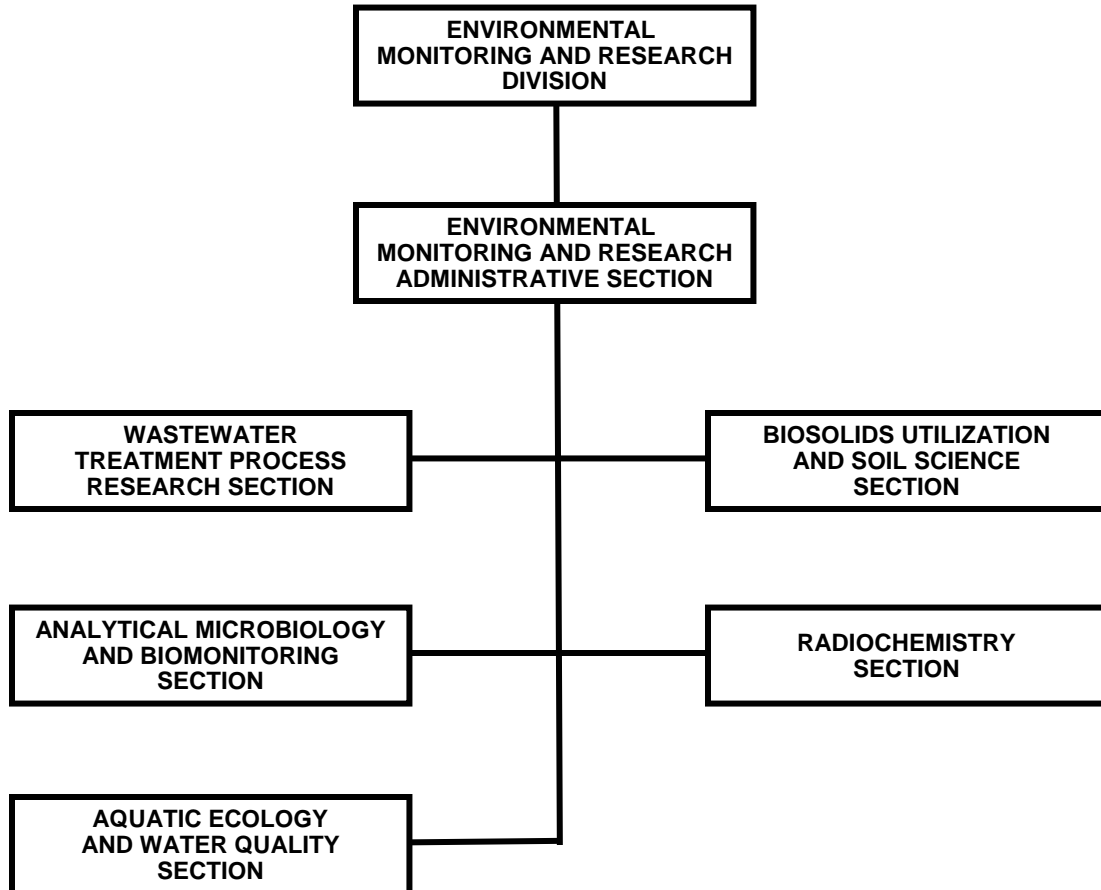 ENVIRONMENTAL
MONITORING AND RESEARCH
DIVISION
ENVIRONMENTAL
MONITORING AND RESEARCH
ADMINISTRATIVE SECTION
WASTEWATER
TREATMENT PROCESS
RESEARCH SECTION
BIOSOLIDS UTILIZATION
AND SOIL SCIENCE
SECTION
ANALYTICAL MICROBIOLOGY
AND BIOMONITORING
SECTION
RADIOCHEMISTRY
SECTION
AQUATIC ECOLOGY
AND WATER QUALITY
SECTION